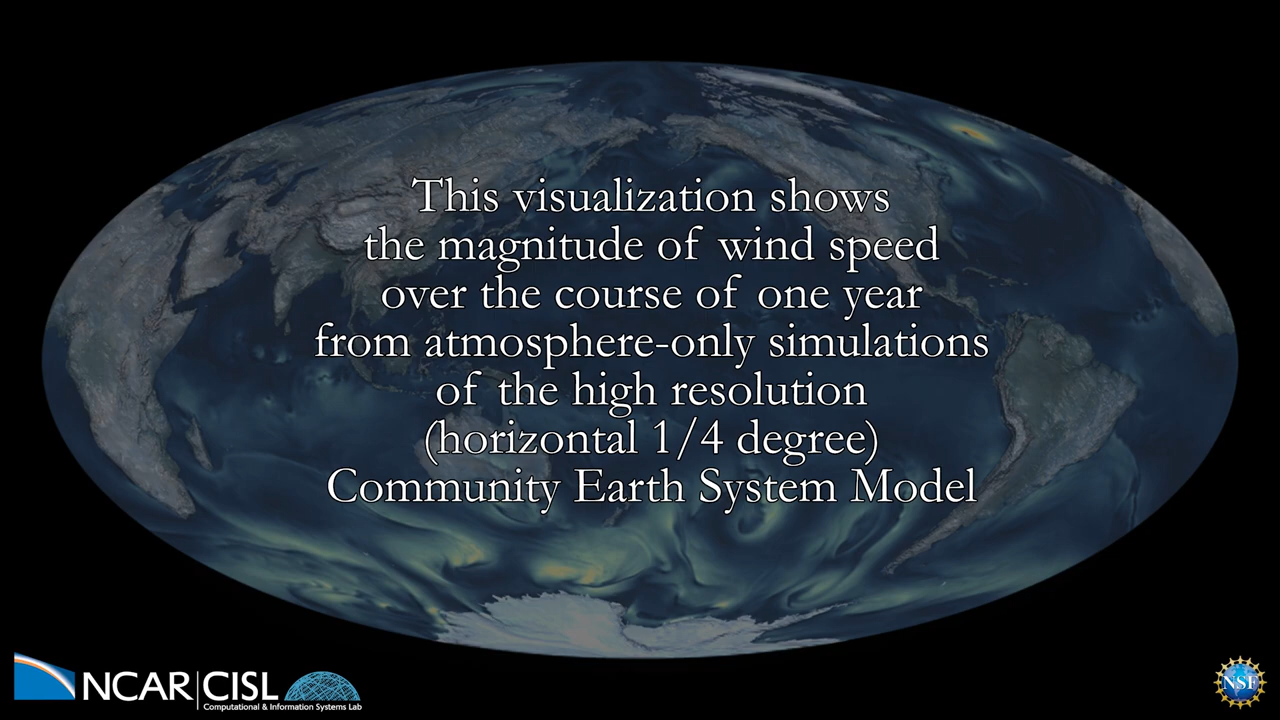 This visualization shows
the magnitude of wind speed
over the course of one year
from atmosphere-only simulations
of the high resolution
(horizontal 1/4 degree)
Community Earth System Model
NCAR|CISL
Computational & Information Systems Lab
NSF